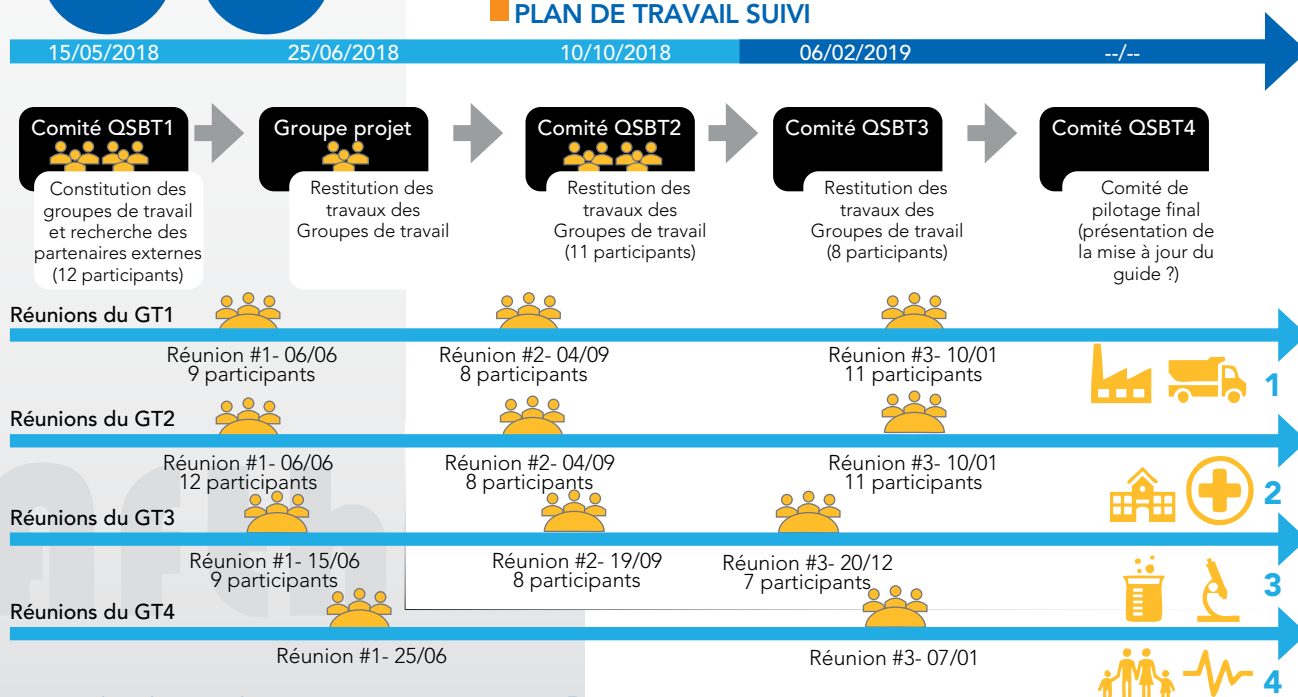 PLAN DE TRAVAIL SUIVI
15/05/2018
25/06/2018
10/10/2018
06/02/2019
--/--
Comité QSBT1
Constitution des
groupes de travail
et recherche des
partenaires externes
(12 participants)
Groupe projet
Restitution des
travaux des
Groupes de travail
Comité QSBT2
Restitution des
travaux des
Groupes de travail
(11 participants)
Comité QSBT3
Restitution des
travaux des
Groupes de travail
(8 participants)
Comité QSBT4
Comité de
pilotage final
(présentation de
la mise à jour du
guide ?)
Réunions du GT1
Réunion #1- 06/06
9 participants
Réunion #2- 04/09
8 participants
Réunion #3- 10/01
11 participants
1
Réunions du GT2
Réunion #1- 06/06
12 participants
Réunion #2- 04/09
8 participants
Réunion #3- 10/01
11 participants
2
Réunions du GT3
Réunion #1- 15/06
9 participants
Réunion #2- 19/09
8 participants
Réunion #3- 20/12
7 participants
3
Réunions du GT4
Réunion #1- 25/06
Réunion #3- 07/01
4